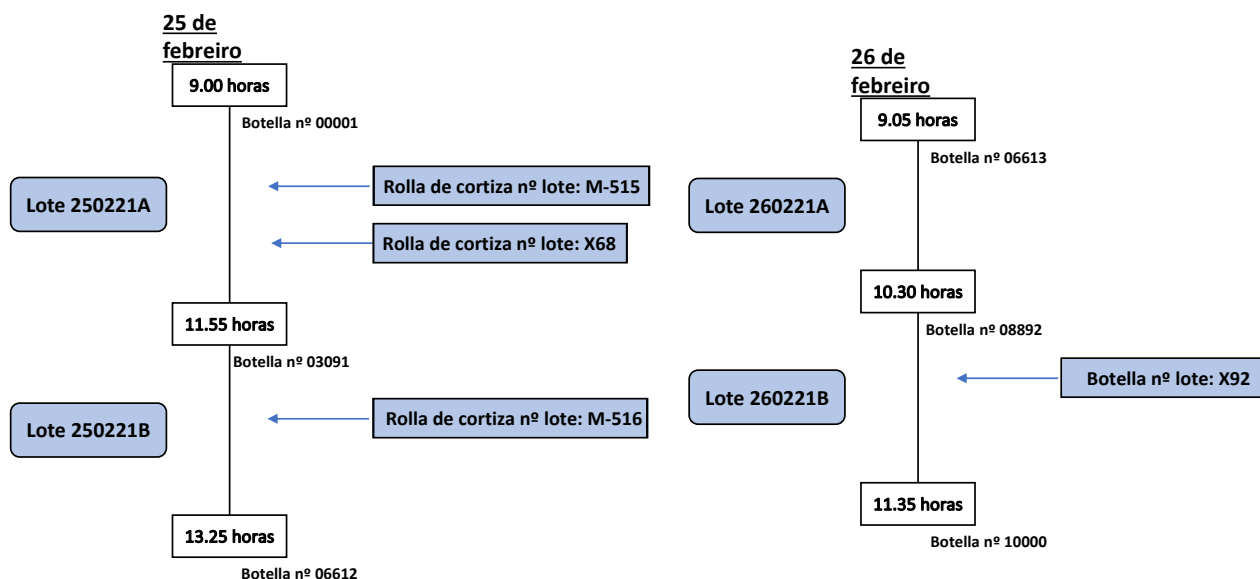 25 de
febreiro
9.00 horas
Botella nº 00001
Lote 250221A
Rolla de cortiza nº lote: M-515
Rolla de cortiza nº lote: X68
11.55 horas
Botella nº 03091
Lote 250221B
Rolla de cortiza nº lote: M-516
13.25 horas
Botella nº 06612
26 de
febreiro
9.05 horas
Botella nº 06613
Lote 260221A
10.30 horas
Botella nº 08892
Lote 260221B
Botella nº lote: X92
11.35 horas
Botella nº 10000